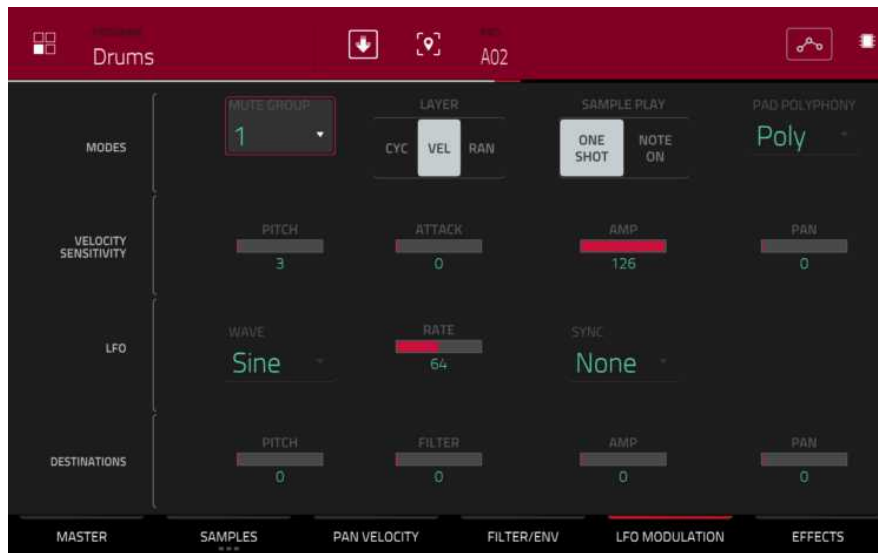 PROGRAM
Drums
PAD
A02
MODES
MUTE GROUP
1
LAYER
CYC VEL RAN
SAMPLE PLAY
ONE SHOT NOTE ON
PAD POLYPHONY
Poly
VELOCITY SENSITIVITY
PITCH
3
ATTACK
0
AMP
126
PAN
0
LFO
WAVE
Sine
RATE
64
SYNC
None
DESTINATIONS
PITCH
0
FILTER
0
AMP
0
PAN
0
MASTER SAMPLES PAN VELOCITY FILTER/ENV LFO MODULATION EFFECTS